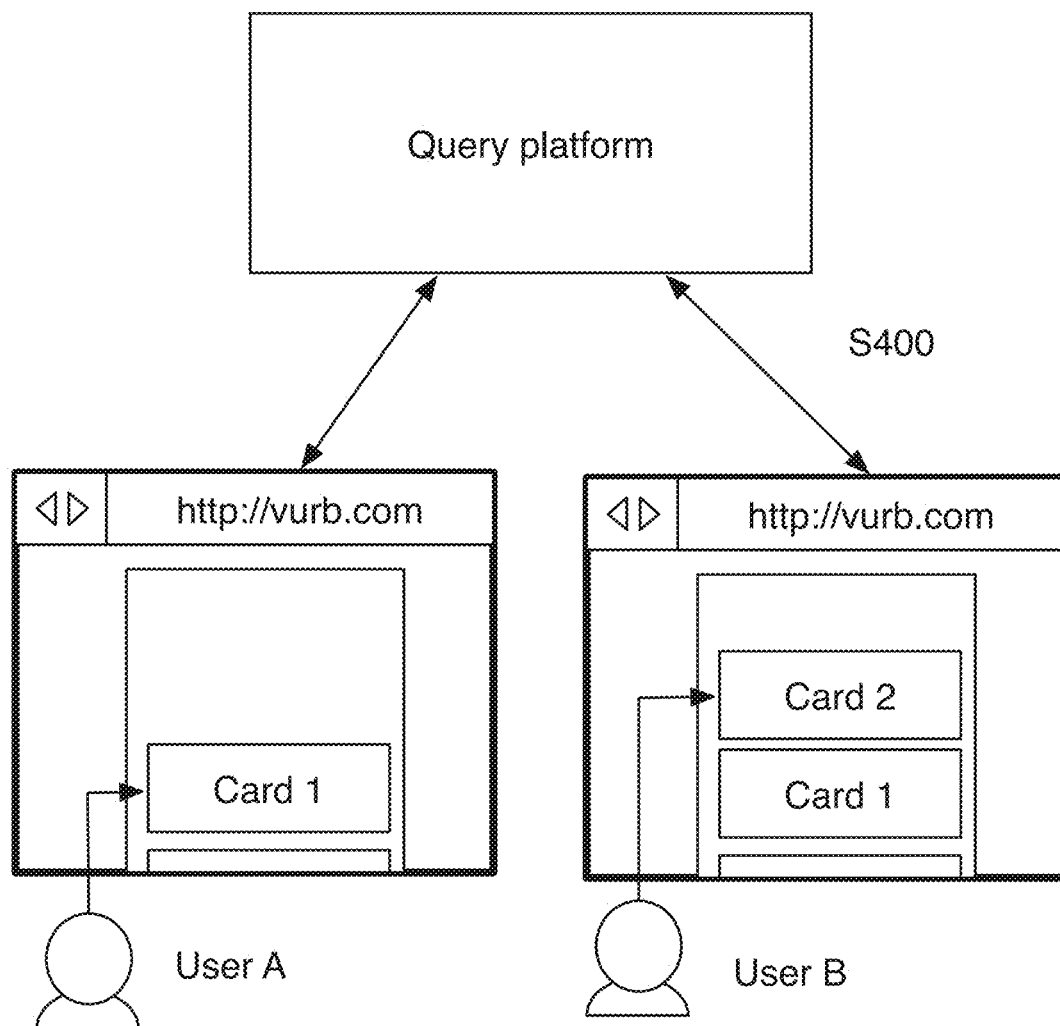 Query platform
S400
http://vurb.com
http://vurb.com
Card 2
Card 1
Card 1
User A
User B